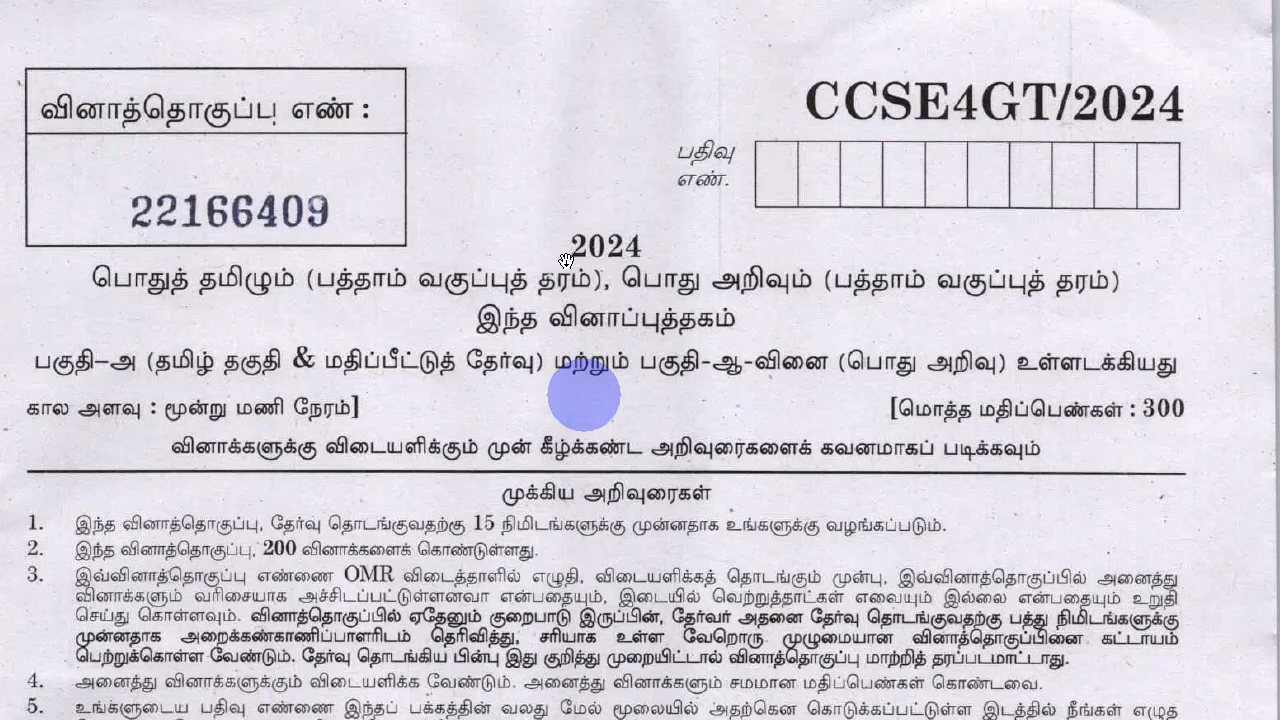 வினாத்தொகுப்பு எண் :
CCSE4GT/2024
பதிவு
எண்.
22166409
2024
பொதுத் தமிழும் (பத்தாம் வகுப்புத் தரம்), பொது அறிவும் (பத்தாம் வகுப்புத் தரம்)
இந்த வினாப்புத்தகம்
பகுதி–அ (தமிழ் தகுதி & மதிப்பீட்டுத் தேர்வு) மற்றும் பகுதி-ஆ-வினை (பொது அறிவு) உள்ளடக்கியது
கால அளவு : மூன்று மணி நேரம்] [மொத்த மதிப்பெண்கள் : 300
வினாக்களுக்கு விடையளிக்கும் முன் கீழ்க்கண்ட அறிவுரைகளைக் கவனமாகப் படிக்கவும்
முக்கிய அறிவுரைகள்
1. இந்த வினாத்தொகுப்பு, தேர்வு தொடங்குவதற்கு 15 நிமிடங்களுக்கு முன்னதாக உங்களுக்கு வழங்கப்படும்.
2. இந்த வினாத்தொகுப்பு, 200 வினாக்களைக் கொண்டுள்ளது.
3. இவ்வினாத்தொகுப்பு எண்ணை OMR விடைத்தாளில் எழுதி, விடையளிக்கத் தொடங்கும் முன்பு, இவ்வினாத்தொகுப்பில் அனைத்து
வினாக்களும் வரிசையாக அச்சிடப்பட்டுள்ளனவா என்பதையும், இடையில் வெற்றுத்தாட்கள் எவையும் இல்லை என்பதையும் உறுதி
செய்து கொள்ளவும். வினாத்தொகுப்பில் ஏதேனும் குறைபாடு இருப்பின், தேர்வர் அதனை தேர்வு தொடங்குவதற்கு பத்து நிமிடங்களுக்கு
முன்னதாக அறைக்கண்காணிப்பாளரிடம் தெரிவித்து, சரியாக உள்ள வேறொரு முழுமையான வினாத்தொகுப்பினை கட்டாயம்
பெற்றுக்கொள்ள வேண்டும். தேர்வு தொடங்கிய பின்பு இது குறித்து முறையிட்டால் வினாத்தொகுப்பு மாற்றித் தரப்படமாட்டாது.
4. அனைத்து வினாக்களுக்கும் விடையளிக்க வேண்டும். அனைத்து வினாக்களும் சமமான மதிப்பெண்கள் கொண்டவை.
5. உங்களுடைய பதிவு எண்ணை இந்தப் பக்கத்தின் வலது மேல் மூலையில் அதற்கென கொடுக்கப்பட்டுள்ள இடத்தில் நீங்கள் எழுத